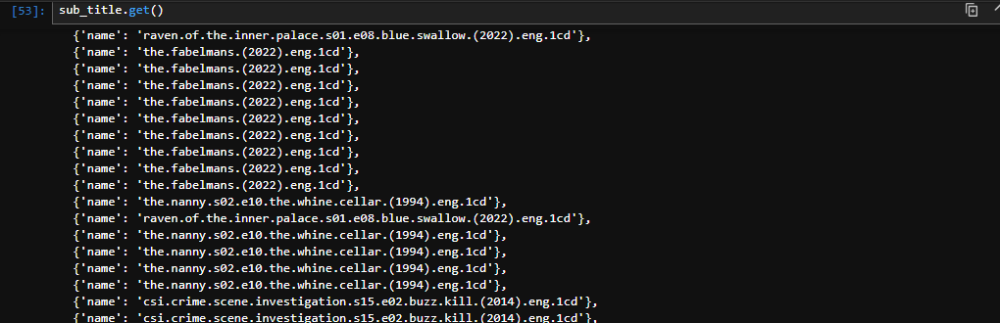 [53]: sub_title.get()
{'name': 'raven.of.the.inner.palace.s01.e08.blue.swallow.(2022).eng.1cd'},
{'name': 'the.fabelmans.(2022).eng.1cd'},
{'name': 'the.fabelmans.(2022).eng.1cd'},
{'name': 'the.fabelmans.(2022).eng.1cd'},
{'name': 'the.fabelmans.(2022).eng.1cd'},
{'name': 'the.fabelmans.(2022).eng.1cd'},
{'name': 'the.fabelmans.(2022).eng.1cd'},
{'name': 'the.fabelmans.(2022).eng.1cd'},
{'name': 'the.fabelmans.(2022).eng.1cd'},
{'name': 'the.fabelmans.(2022).eng.1cd'},
{'name': 'the.nanny.s02.e10.the.whine.cellar.(1994).eng.1cd'},
{'name': 'raven.of.the.inner.palace.s01.e08.blue.swallow.(2022).eng.1cd'},
{'name': 'the.nanny.s02.e10.the.whine.cellar.(1994).eng.1cd'},
{'name': 'the.nanny.s02.e10.the.whine.cellar.(1994).eng.1cd'},
{'name': 'the.nanny.s02.e10.the.whine.cellar.(1994).eng.1cd'},
{'name': 'the.nanny.s02.e10.the.whine.cellar.(1994).eng.1cd'},
{'name': 'csi.crime.scene.investigation.s15.e02.buzz.kill.(2014).eng.1cd'},
{'name': 'csi.crime.scene.investigation.s15.e02.buzz.kill.(2014).eng.1cd'},